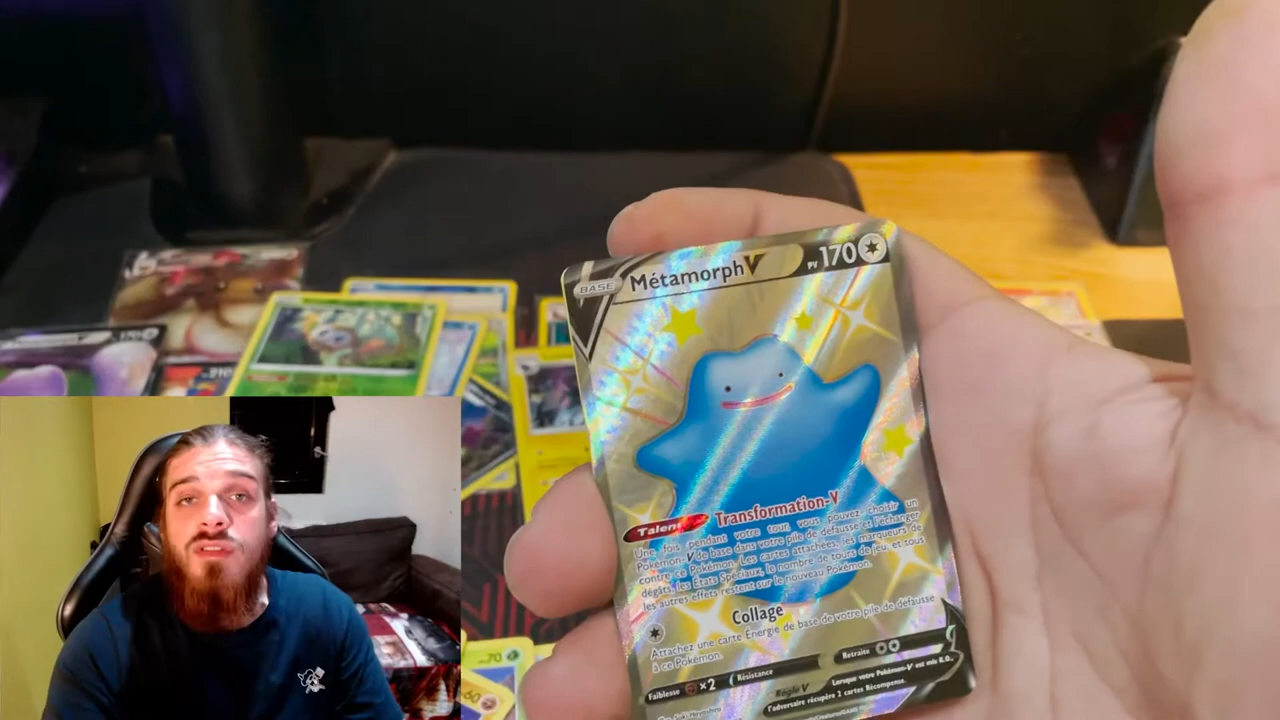 BASE
MétamorphV
PV 170
210
Talent Transformation-V
Une fois pendant votre tour, vous pouvez choisir un
Pokémon-V de base dans votre pile de défausse et l'échanger
contre ce Pokémon. Les cartes attachées, les marqueurs de
dégâts, les États Spéciaux, le nombre de tours de jeu, et tous
les autres effets restent sur le nouveau Pokémon.
Collage
Attachez une carte Énergie de base de votre pile de défausse
à ce Pokémon.
Faiblesse ×2
Résistance
Retraite
Règle V
Lorsque votre Pokémon-V est mis K.O.,
l'adversaire récupère 2 cartes Récompense.
70
60